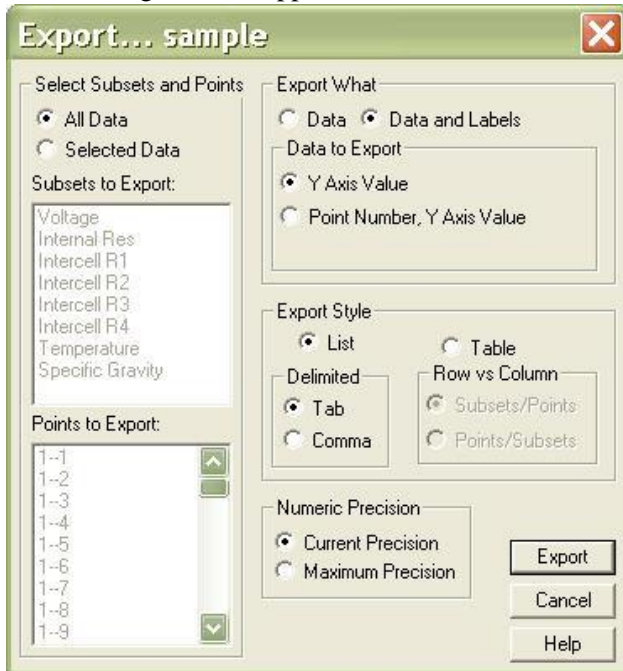 Export... sample
Select Subsets and Points
All Data
Selected Data
Subsets to Export:
Voltage
Internal Res
Intercell R1
Intercell R2
Intercell R3
Intercell R4
Temperature
Specific Gravity
Points to Export:
1--1
1--2
1--3
1--4
1--5
1--6
1--7
1--8
1--9
Export What
Data
Data and Labels
Data to Export
Y Axis Value
Point Number, Y Axis Value
Export Style
List
Table
Delimited
Tab
Comma
Row vs Column
Subsets/Points
Points/Subsets
Numeric Precision
Current Precision
Maximum Precision
Export
Cancel
Help